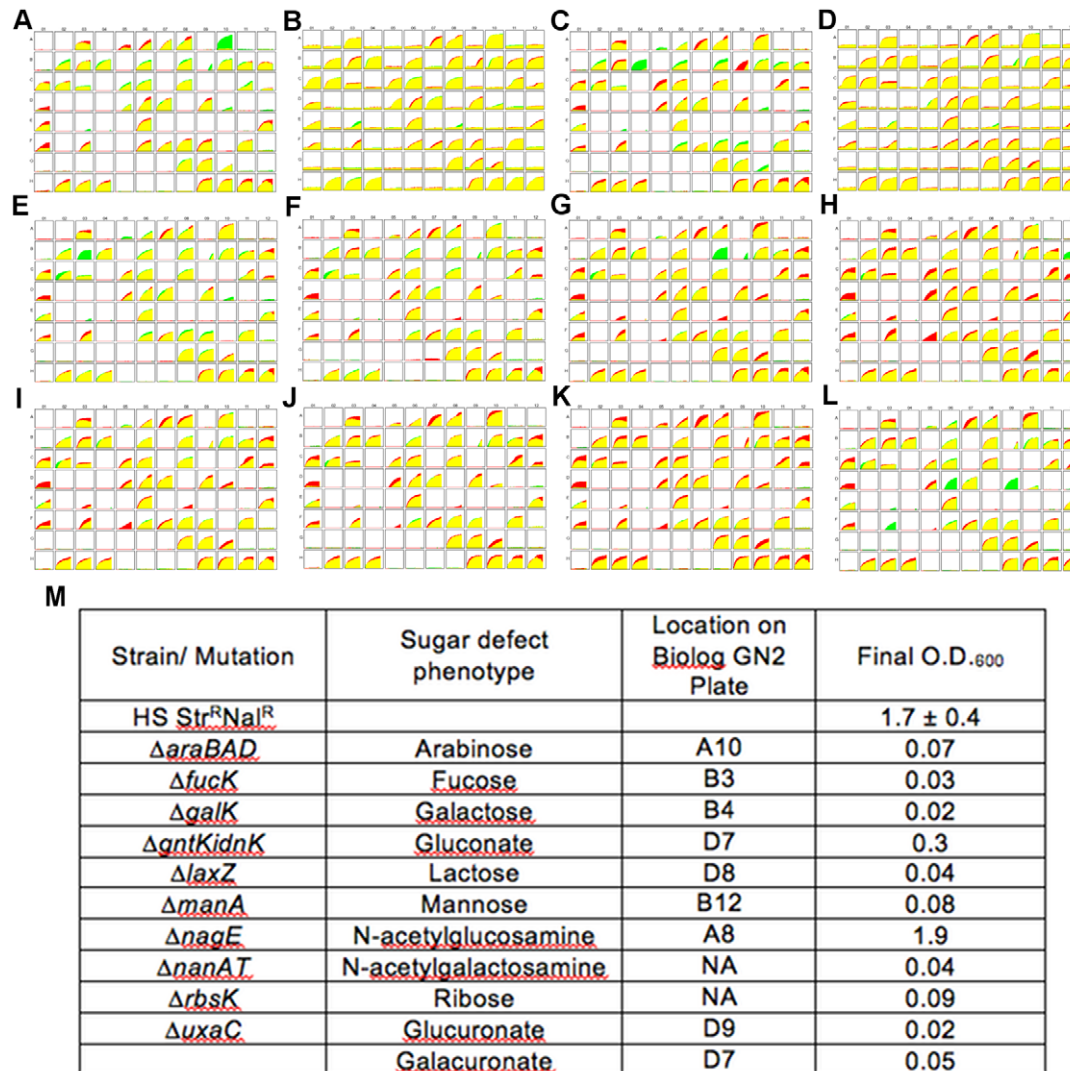 A B C D
E F G H
I J K L
M
Strain/ Mutation Sugar defect phenotype Location on Biolog GN2 Plate Final O.D.600
HS StrRNalR 1.7 ± 0.4
ΔaraBAD Arabinose A10 0.07
ΔfucK Fucose B3 0.03
ΔgalK Galactose B4 0.02
ΔgntKidnK Gluconate D7 0.3
ΔlaxZ Lactose D8 0.04
ΔmanA Mannose B12 0.08
ΔnagE N-acetylglucosamine A8 1.9
ΔnanAT N-acetylgalactosamine NA 0.04
ΔrbsK Ribose NA 0.09
ΔuxaC Glucuronate D9 0.02
Galacuronate D7 0.05